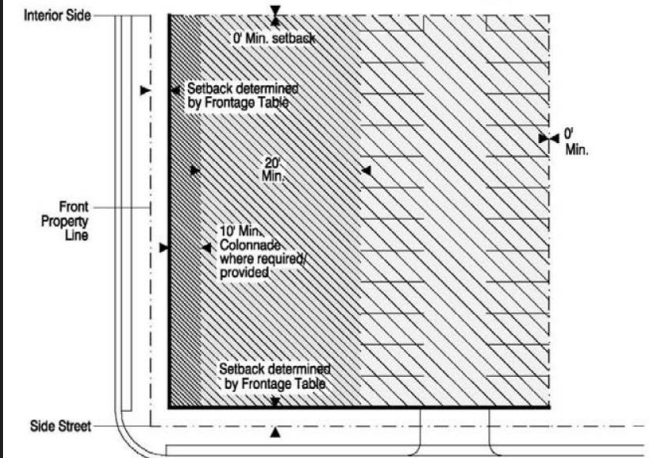 Interior Side
0' Min. setback
Setback determined
by Frontage Table
0'
Min.
20'
Min.
Front
Property
Line
10' Min.
Colonnade
where required/
provided
Setback determined
by Frontage Table
Side Street